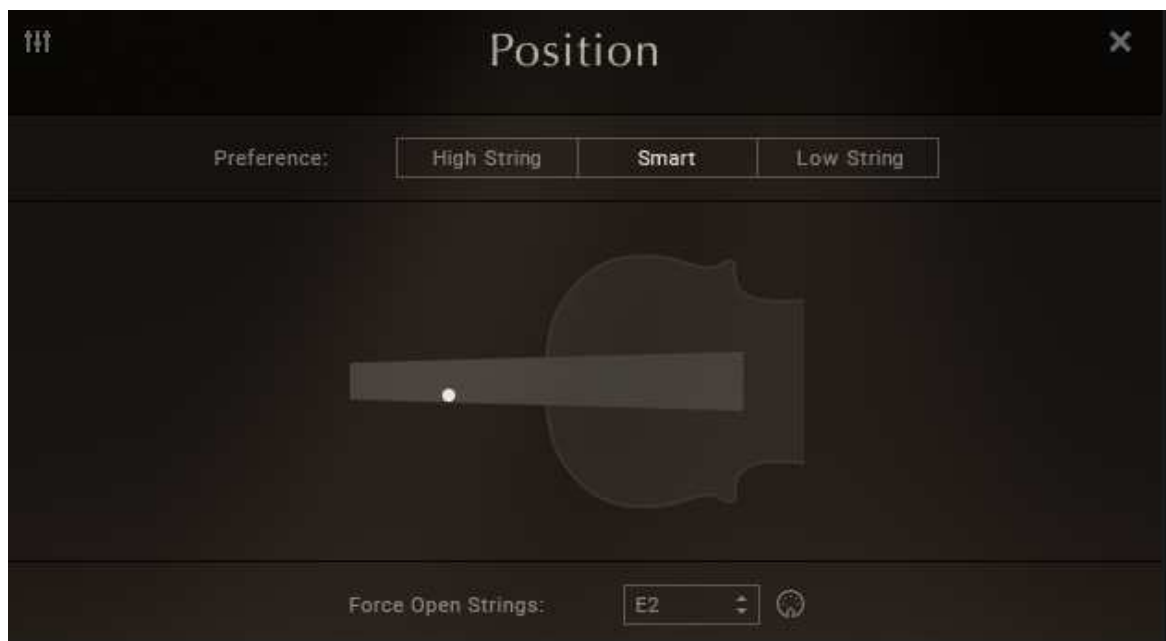 Position
Preference: High String Smart Low String
Force Open Strings: E2